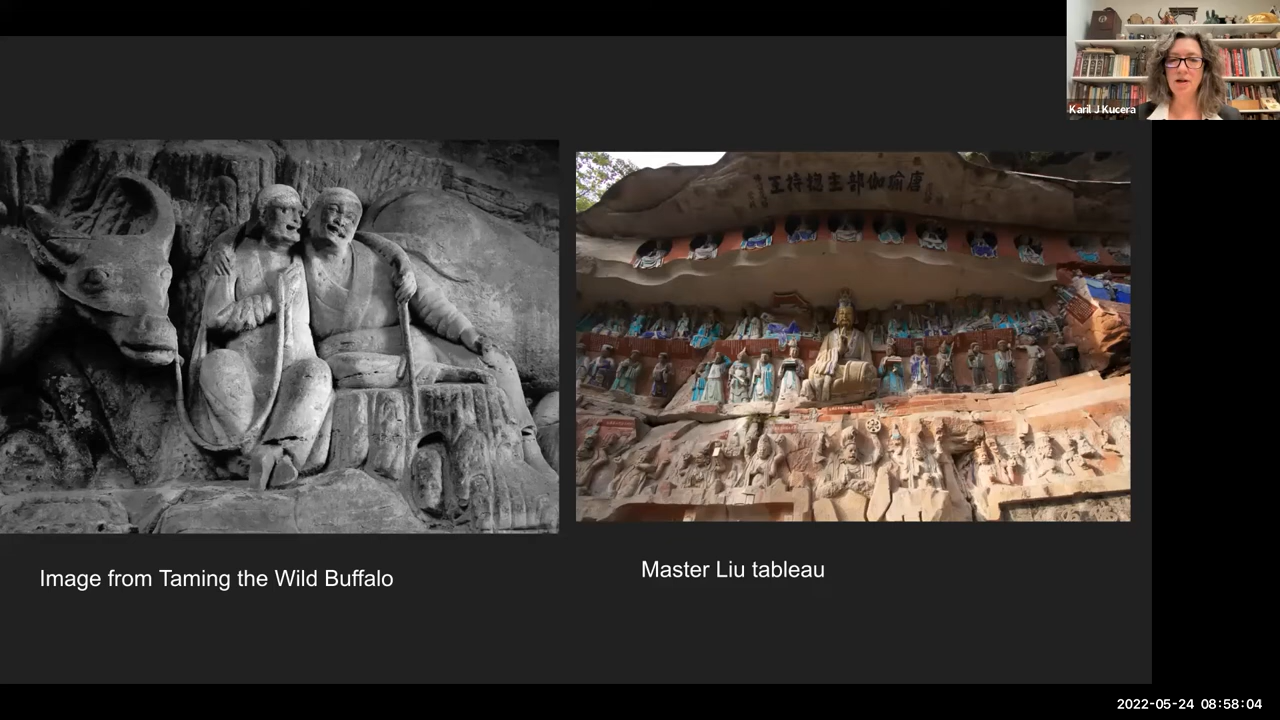 Karil J Kucera
唐瑜伽部主總持王
Image from Taming the Wild Buffalo
Master Liu tableau
2022-05-24 08:58:04